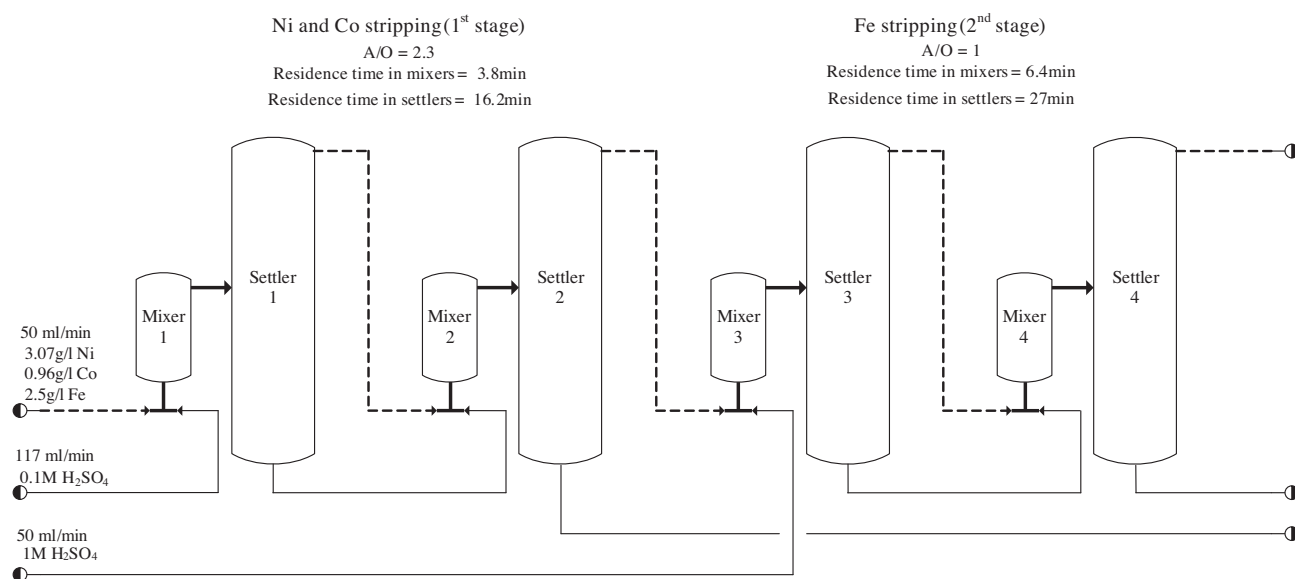 Ni and Co stripping (1st stage)
A/O = 2.3
Residence time in mixers = 3.8min
Residence time in settlers = 16.2min
Fe stripping (2nd stage)
A/O = 1
Residence time in mixers = 6.4min
Residence time in settlers = 27min
Mixer
1
Settler
1
Mixer
2
Settler
2
Mixer
3
Settler
3
Mixer
4
Settler
4
50 ml/min
3.07g/l Ni
0.96g/l Co
2.5g/l Fe
117 ml/min
0.1M H₂SO₄
50 ml/min
1M H₂SO₄